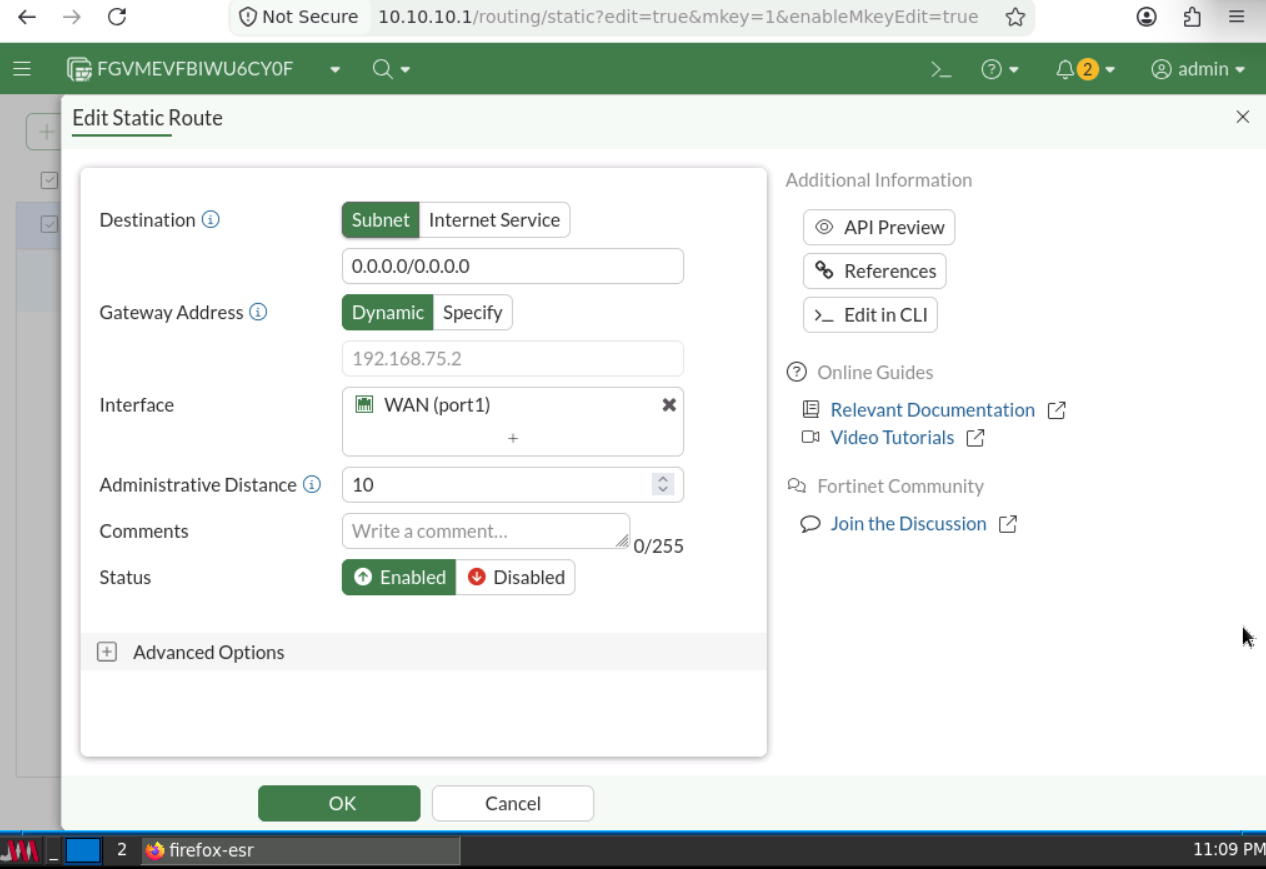 Not Secure 10.10.10.1/routing/static?edit=true&mkey=1&enableMkeyEdit=true
FGVMEVFBIWU6CY0F 2 admin
Edit Static Route
Additional Information
Destination Subnet Internet Service
API Preview
0.0.0.0/0.0.0.0
References
Gateway Address Dynamic Specify
Edit in CLI
192.168.75.2
Online Guides
Interface WAN (port1)
Relevant Documentation
Video Tutorials
Administrative Distance 10
Fortinet Community
Comments Write a comment...
Join the Discussion
0/255
Status Enabled Disabled
Advanced Options
OK Cancel
2 firefox-esr 11:09 PM